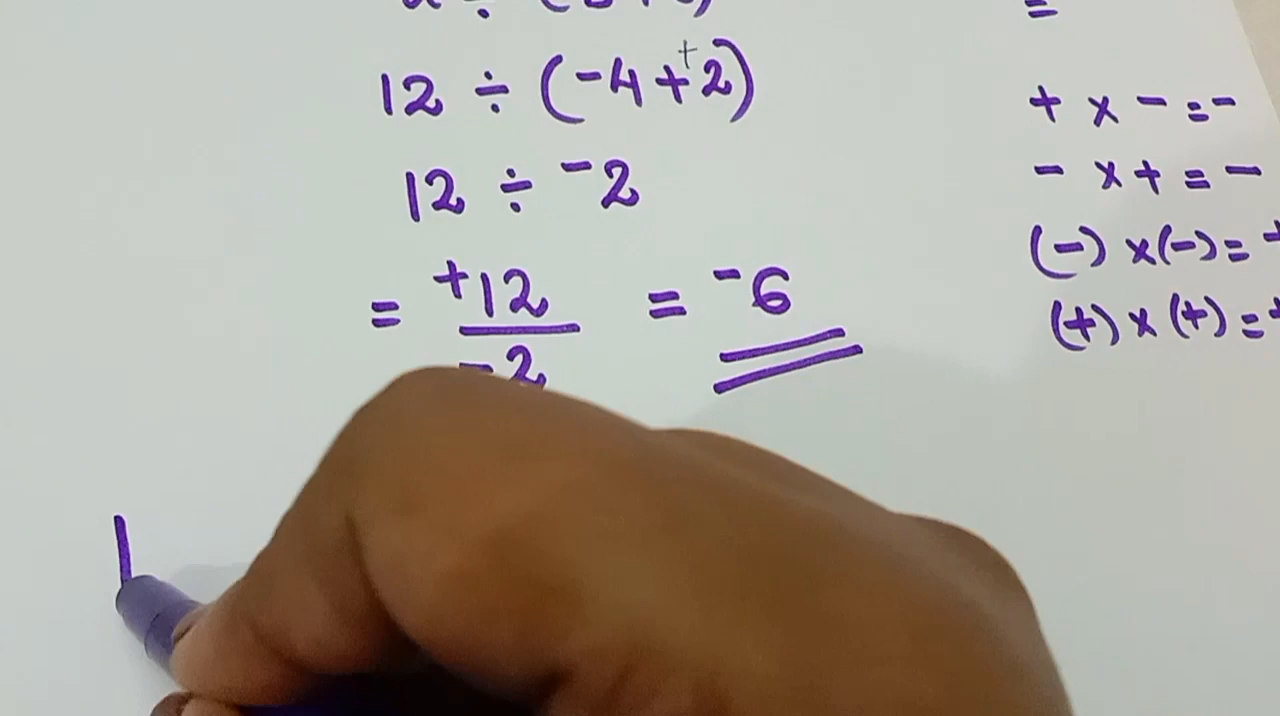 12 ÷ (-4++2)
12 ÷ -2
= +12 = -6
-2
=
+ x - = -
- x + = -
(-) x (-) = +
(+) x (+) = +